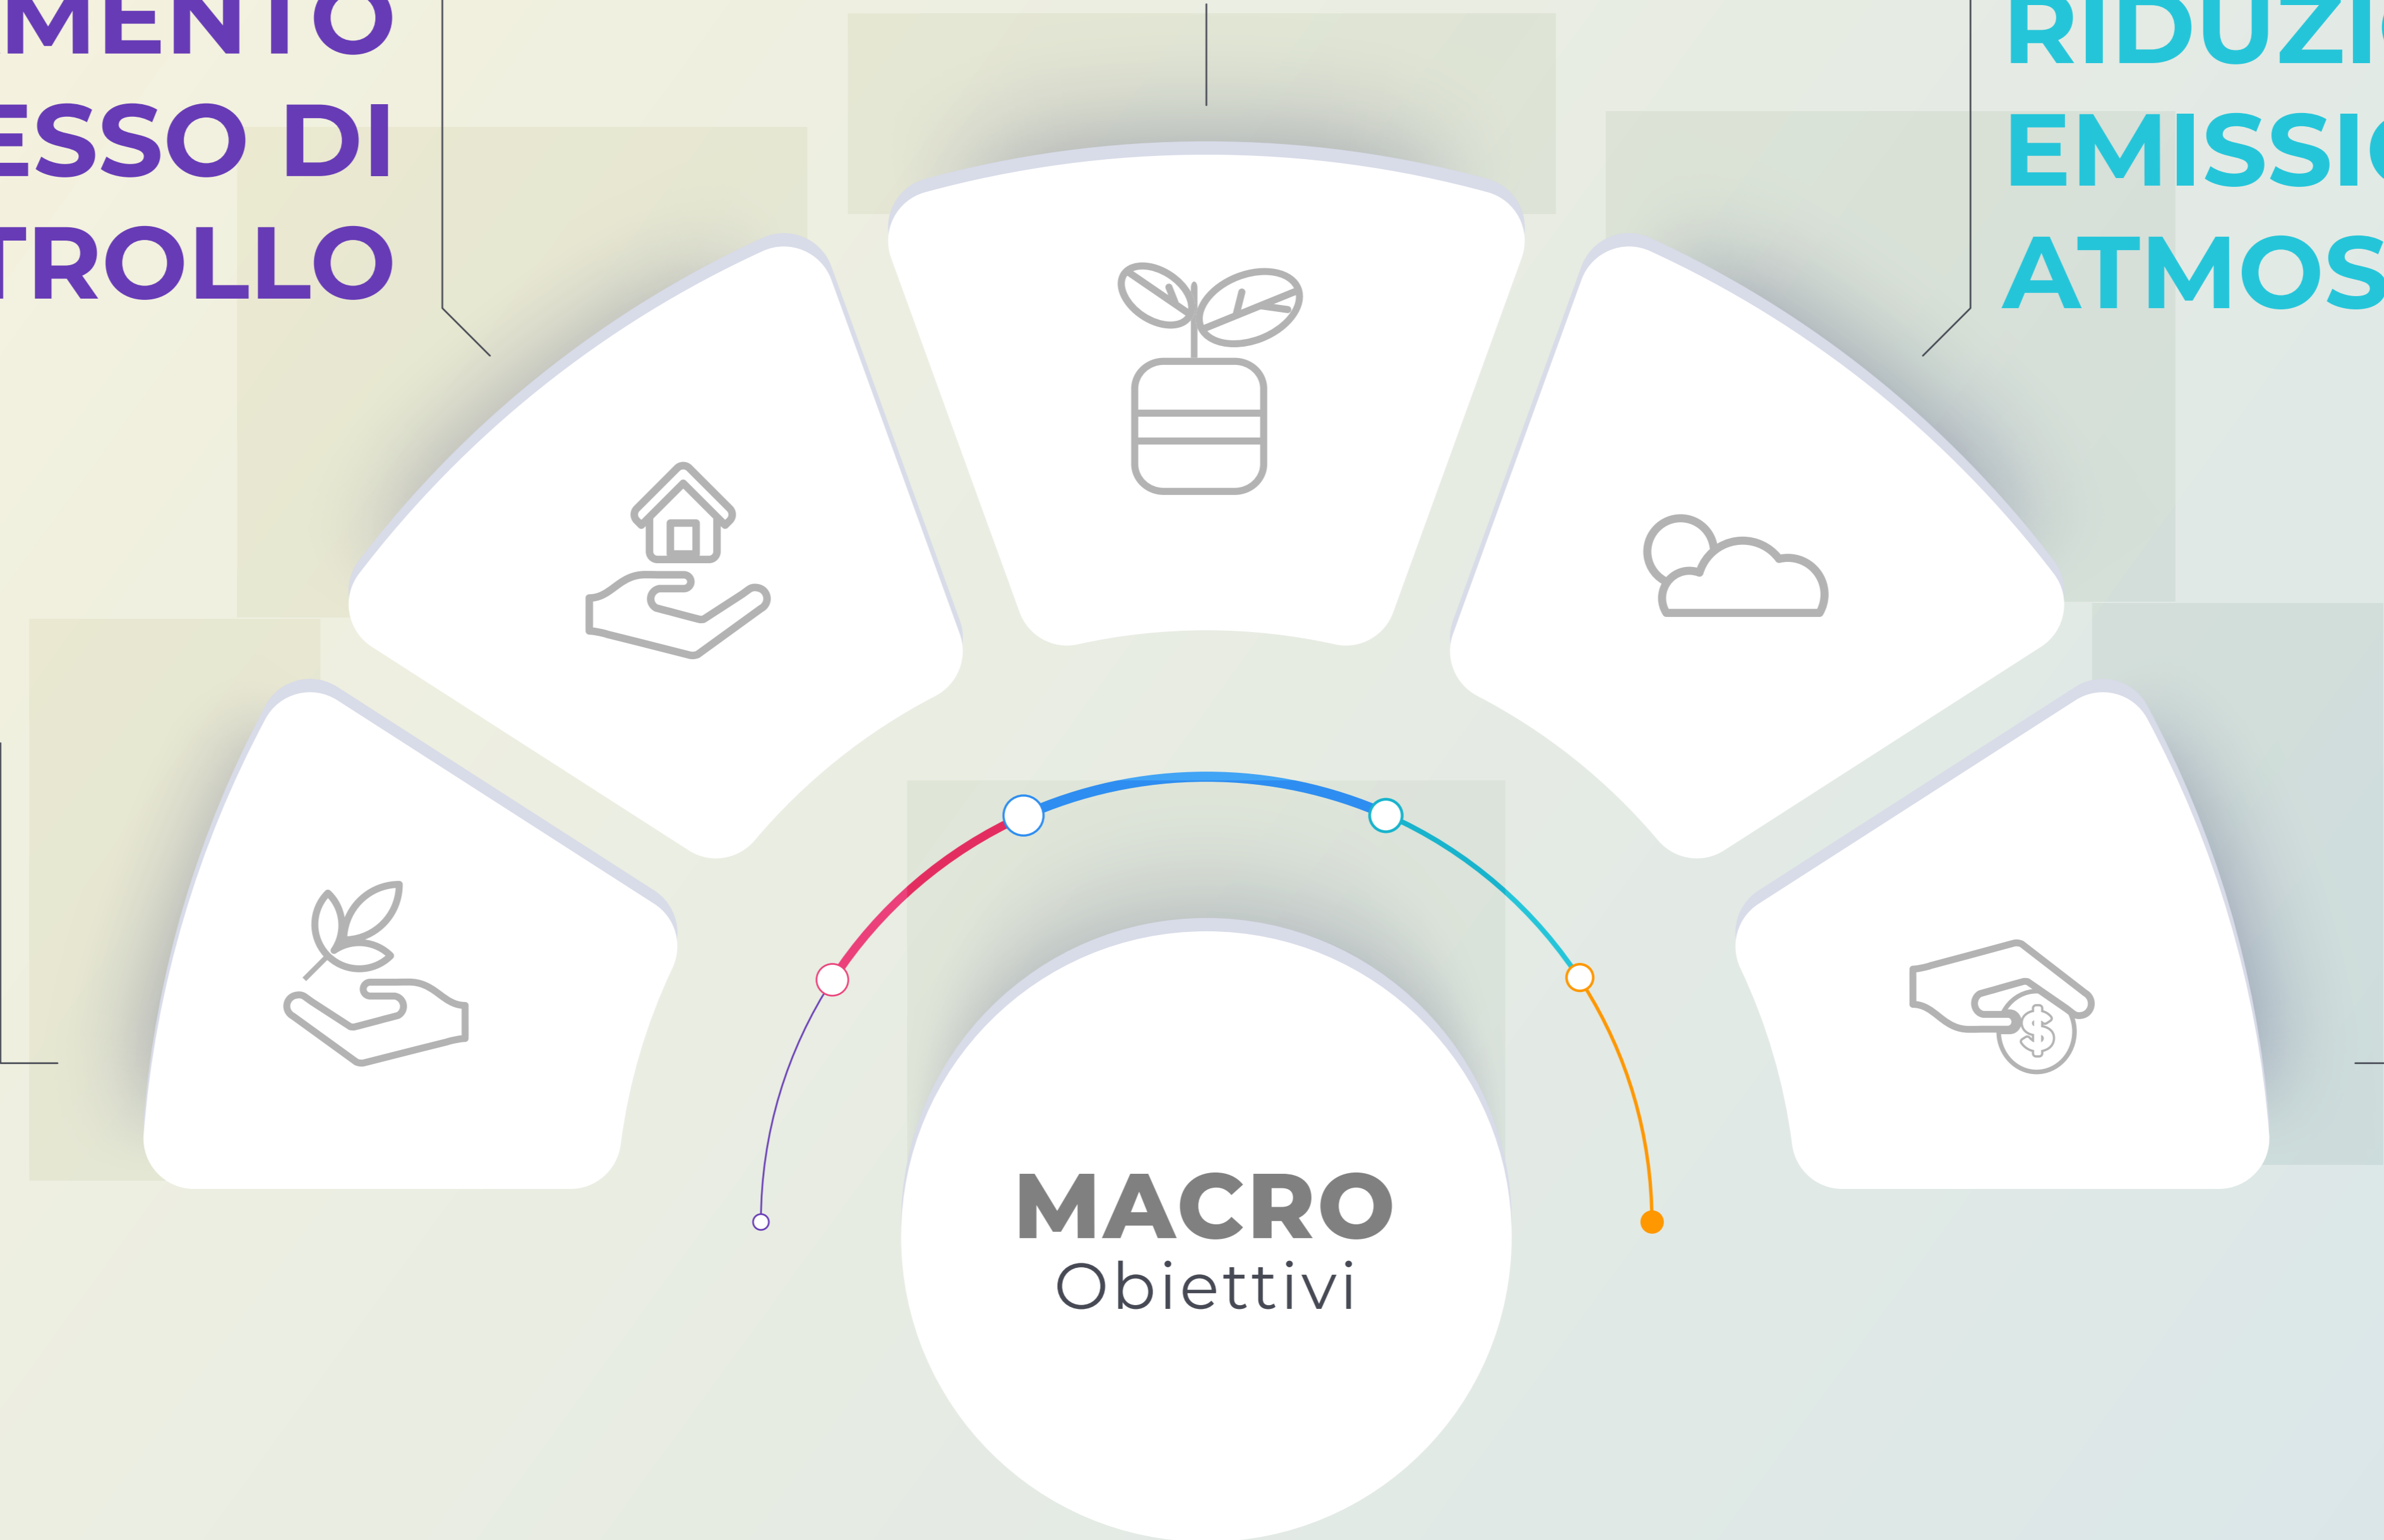 MENTO
ESSO DI
TROLLO
RIDUZI
EMISSI
ATMOS
MACRO
Obiettivi
$